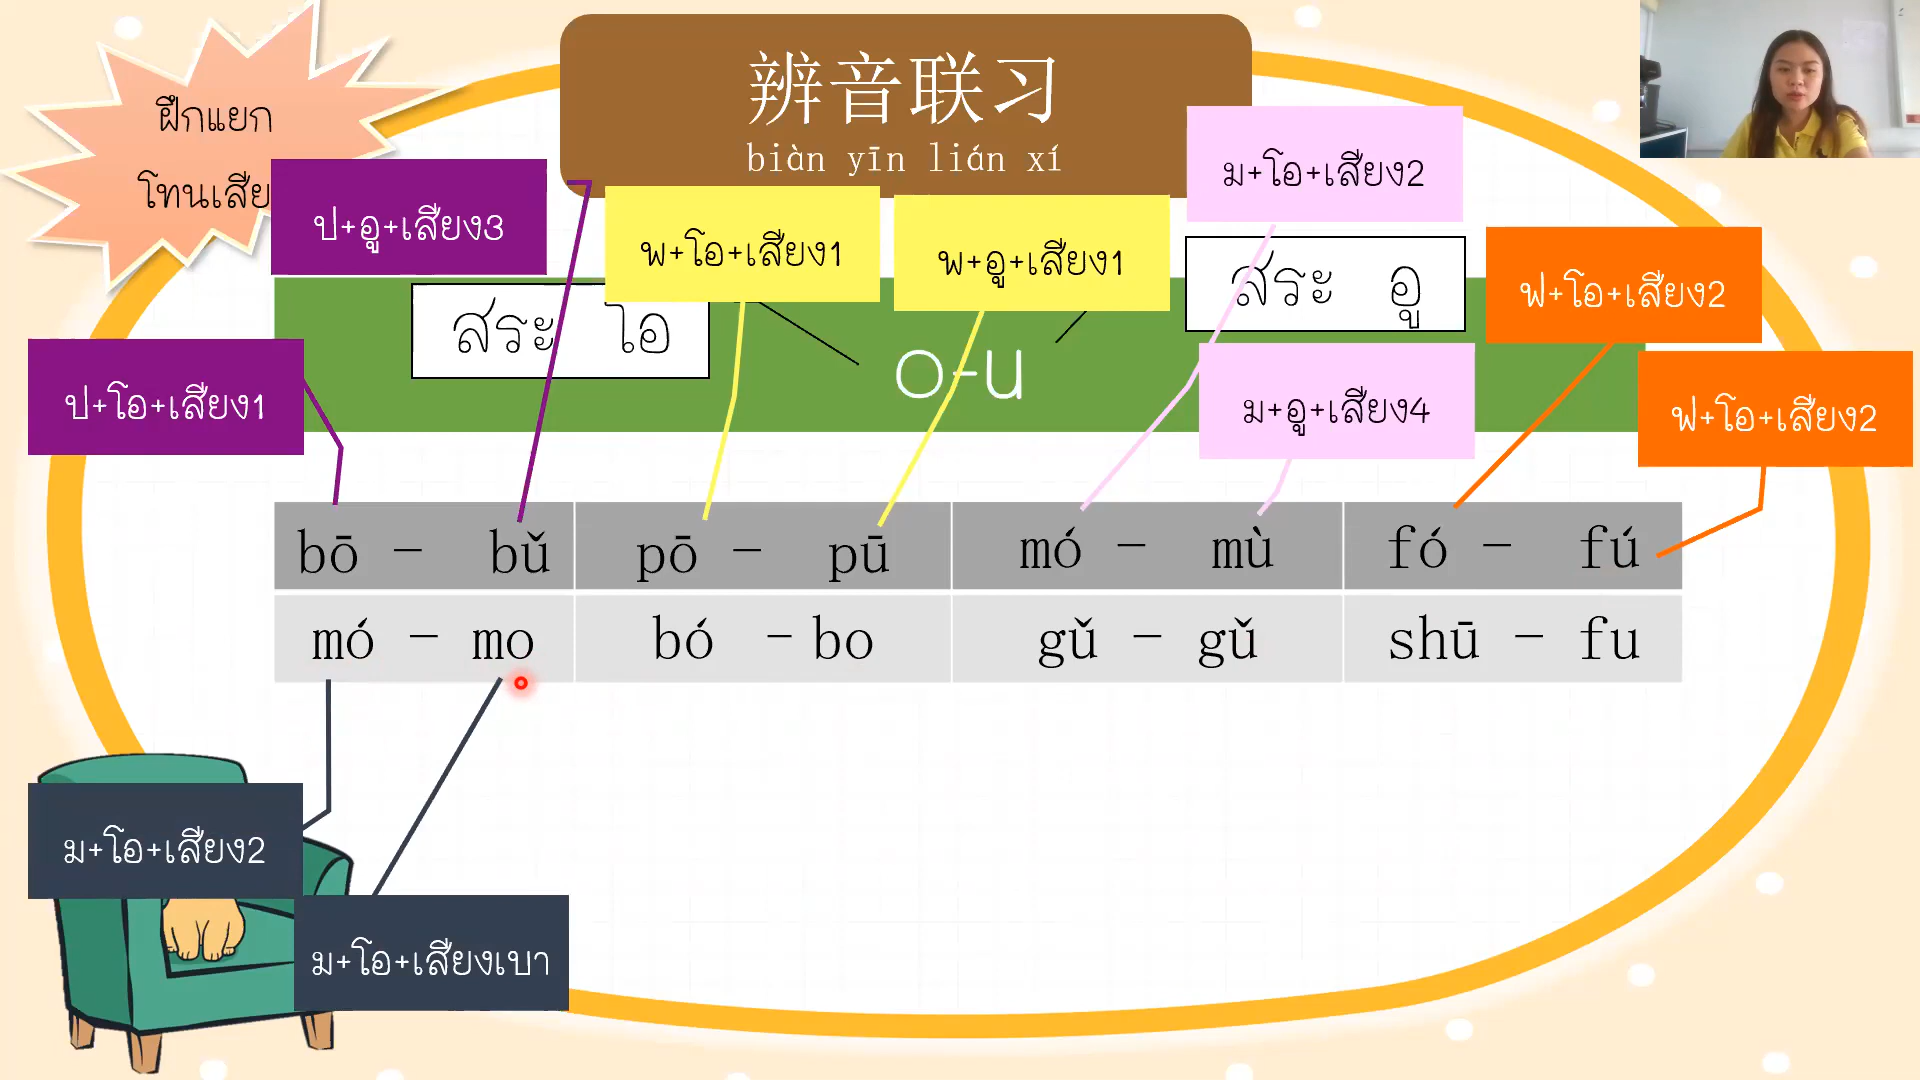 辨音联习
biàn yīn lián xí
ฝึกแยก
โทนเสีย
ป+อู+เสียง3
พ+โอ+เสียง1
พ+อู+เสียง1
ม+โอ+เสียง2
สระ โอ
สระ อู
ฟ+โอ+เสียง2
o-u
ป+โอ+เสียง1
ม+อู+เสียง4
ฟ+โอ+เสียง2
bō - bǔ
pō - pū
mó - mù
fó - fú
mó - mo
bó - bo
gǔ - gǔ
shū - fu
ม+โอ+เสียง2
ม+โอ+เสียงเบา